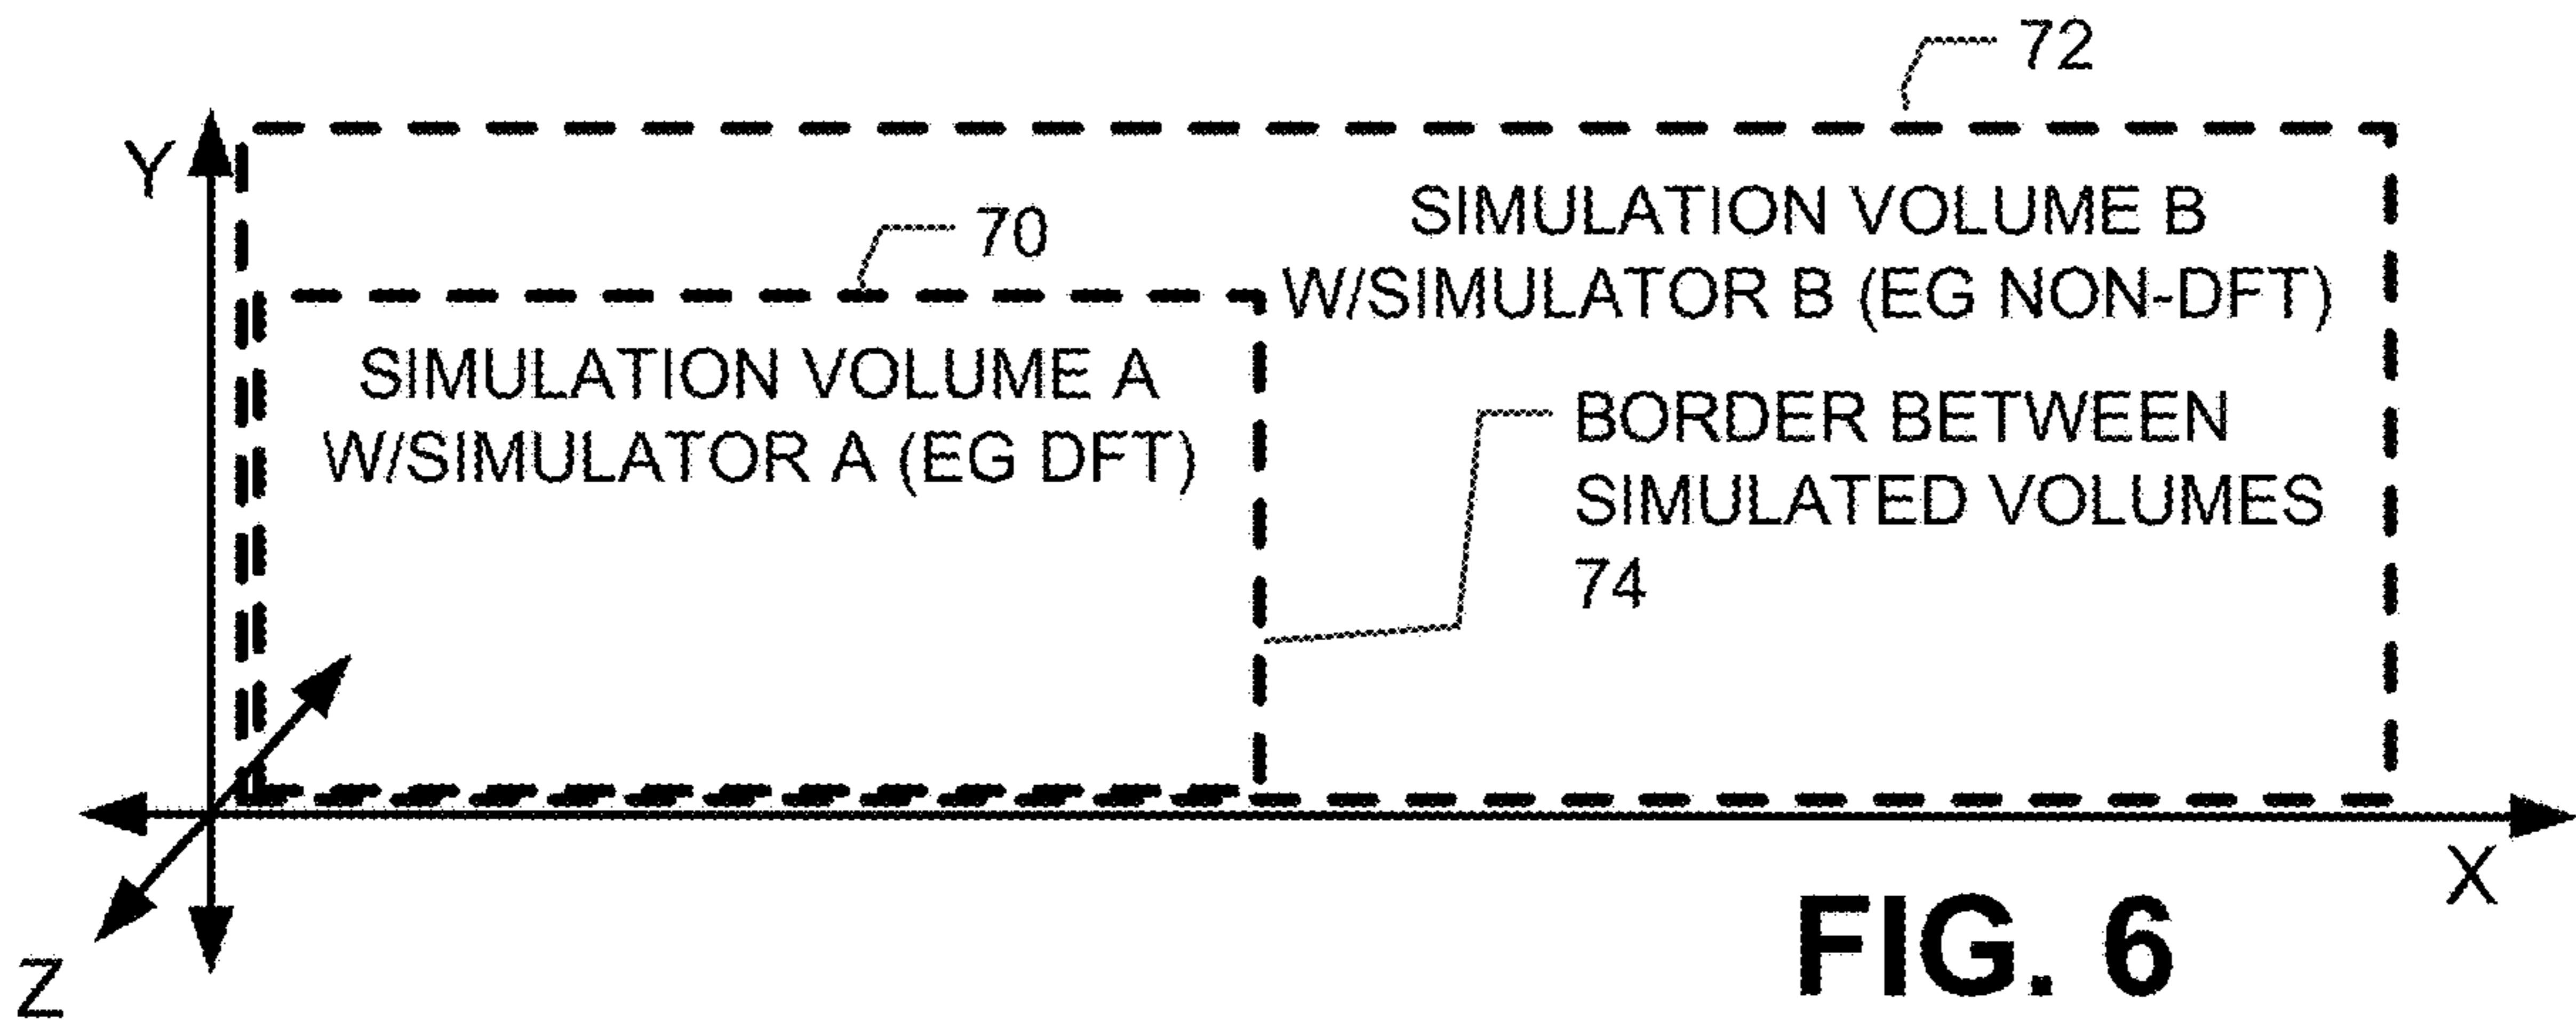 72
Y
70
SIMULATION VOLUME B
W/SIMULATOR B (EG NON-DFT)
SIMULATION VOLUME A
W/SIMULATOR A (EG DFT)
BORDER BETWEEN
SIMULATED VOLUMES
74
X
Z
FIG. 6